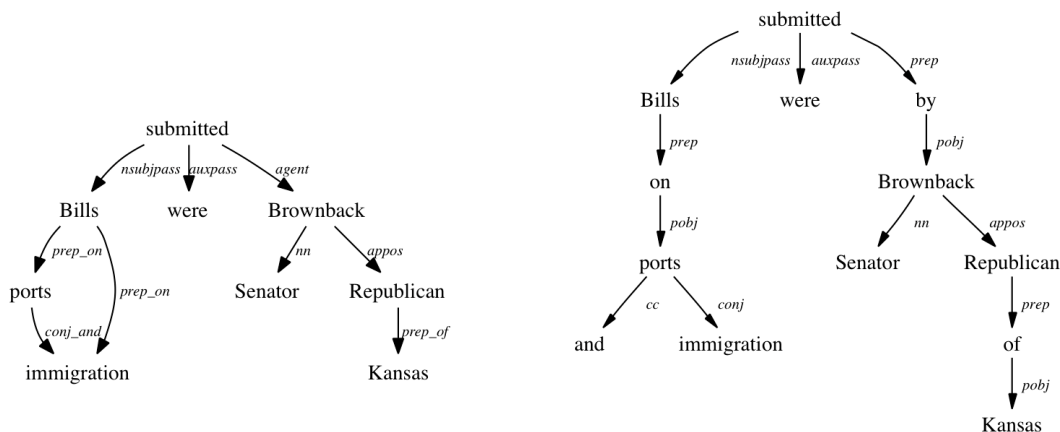 submitted
nsubjpass auxpass agent
Bills were Brownback
prep_on nn appos
ports Senator Republican
prep_on
conj_and prep_of
immigration Kansas
submitted
nsubjpass auxpass prep
Bills were by
prep pobj
on Brownback
pobj nn appos
ports Senator Republican
cc conj prep
and immigration of
pobj
Kansas